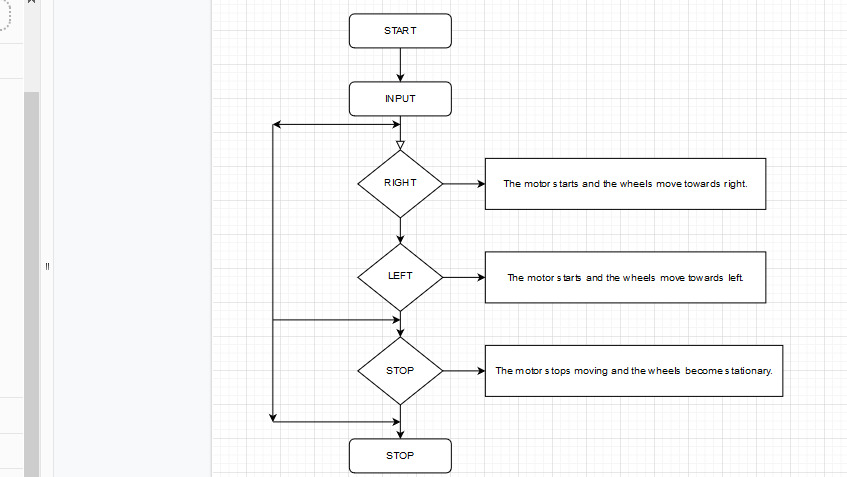 START
INPUT
RIGHT
The motor starts and the wheels move towards right.
LEFT
The motor starts and the wheels move towards left.
STOP
The motor stops moving and the wheels become stationary.
STOP